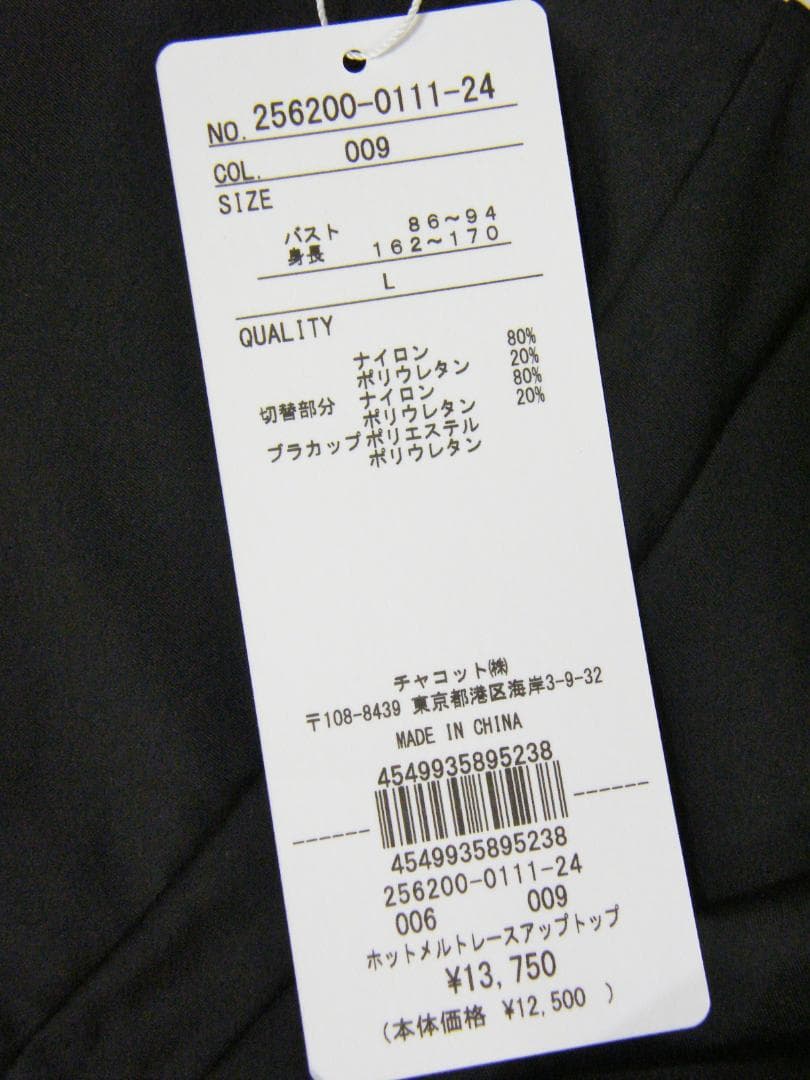 NO. 256200-0111-24
COL. 009
SIZE
バスト 86～94
身長 162～170
L
QUALITY
ナイロン 80%
ポリウレタン 20%
切替部分 ナイロン 80%
ポリウレタン 20%
ブラカップ ポリエステル
ポリウレタン
チャコット㈱
〒108-8439 東京都港区海岸3-9-32
MADE IN CHINA
4549935895238
4549935895238
256200-0111-24
006 009
ホットメルトレースアップトップ
¥13,750
(本体価格 ¥12,500 )